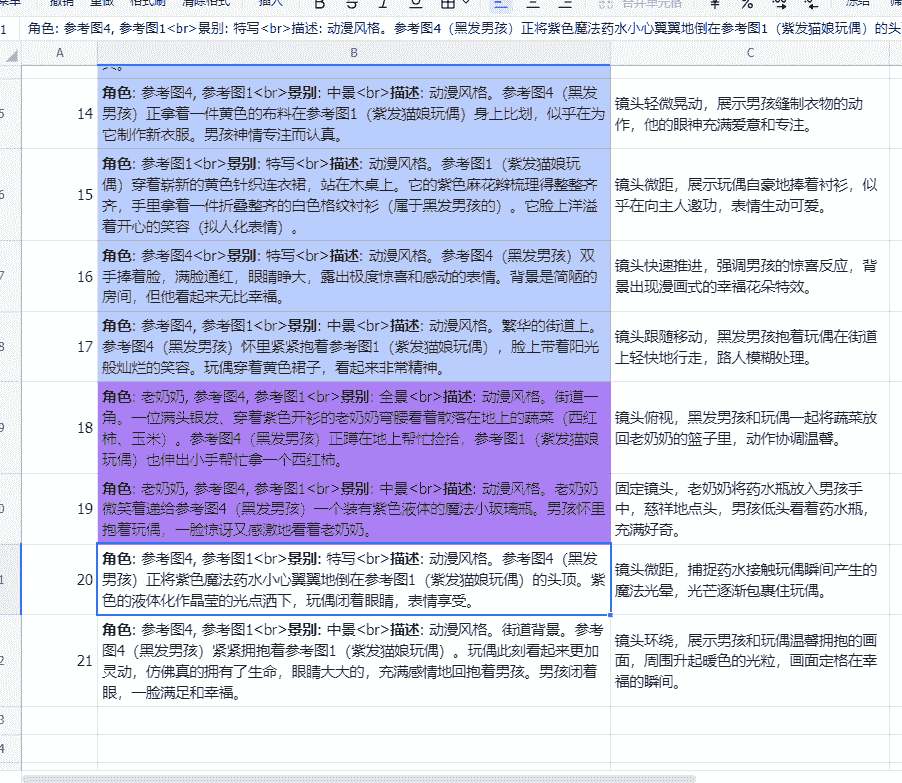 菜单 撤销 重做 格式刷 清除格式 插入 B S I U 合并单元格 ¥ % 冻结
1 角色: 参考图4, 参考图1<br>景别: 特写<br>描述: 动漫风格。参考图4（黑发男孩）正将紫色魔法药水小心翼翼地倒在参考图1（紫发猫娘玩偶）的头
A B C
5 14
角色: 参考图4, 参考图1<br>景别: 中景<br>描述: 动漫风格。参考图4（黑发
男孩）正拿着一件黄色的布料在参考图1（紫发猫娘玩偶）身上比划，似乎在为
它制作新衣服。男孩神情专注而认真。
镜头轻微晃动，展示男孩缝制衣物的动
作，他的眼神充满爱意和专注。
6 15
角色: 参考图1<br>景别: 特写<br>描述: 动漫风格。参考图1（紫发猫娘玩
偶）穿着崭新的黄色针织连衣裙，站在木桌上。它的紫色麻花辫梳理得整整齐
齐，手里拿着一件折叠整齐的白色格纹衬衫（属于黑发男孩的）。它脸上洋溢
着开心的笑容（拟人化表情）。
镜头微距，展示玩偶自豪地捧着衬衫，似
乎在向主人邀功，表情生动可爱。
7 16
角色: 参考图4<br>景别: 特写<br>描述: 动漫风格。参考图4（黑发男孩）双
手捧着脸，满脸通红，眼睛睁大，露出极度惊喜和感动的表情。背景是简陋的
房间，但他看起来无比幸福。
镜头快速推进，强调男孩的惊喜反应，背
景出现漫画式的幸福花朵特效。
8 17
角色: 参考图4, 参考图1<br>景别: 中景<br>描述: 动漫风格。繁华的街道上。
参考图4（黑发男孩）怀里紧紧抱着参考图1（紫发猫娘玩偶），脸上带着阳光
般灿烂的笑容。玩偶穿着黄色裙子，看起来非常精神。
镜头跟随移动，黑发男孩抱着玩偶在街道
上轻快地行走，路人模糊处理。
9 18
角色: 老奶奶, 参考图4, 参考图1<br>景别: 全景<br>描述: 动漫风格。街道一
角。一位满头银发、穿着紫色开衫的老奶奶弯腰看着散落在地上的蔬菜（西红
柿、玉米）。参考图4（黑发男孩）正蹲在地上帮忙捡拾，参考图1（紫发猫娘
玩偶）也伸出小手帮忙拿一个西红柿。
镜头俯视，黑发男孩和玩偶一起将蔬菜放
回老奶奶的篮子里，动作协调温馨。
0 19
角色: 老奶奶, 参考图4, 参考图1<br>景别: 中景<br>描述: 动漫风格。老奶奶
微笑着递给参考图4（黑发男孩）一个装有紫色液体的魔法小玻璃瓶。男孩怀里
抱着玩偶，一脸惊讶又感激地看着老奶奶。
固定镜头，老奶奶将药水瓶放入男孩手
中，慈祥地点头，男孩低头看着药水瓶，
充满好奇。
1 20
角色: 参考图4, 参考图1<br>景别: 特写<br>描述: 动漫风格。参考图4（黑发
男孩）正将紫色魔法药水小心翼翼地倒在参考图1（紫发猫娘玩偶）的头顶。紫
色的液体化作晶莹的光点洒下，玩偶闭着眼睛，表情享受。
镜头微距，捕捉药水接触玩偶瞬间产生的
魔法光晕，光芒逐渐包裹住玩偶。
2 21
角色: 参考图4, 参考图1<br>景别: 中景<br>描述: 动漫风格。街道背景。参考
图4（黑发男孩）紧紧拥抱着参考图1（紫发猫娘玩偶）。玩偶此刻看起来更加
灵动，仿佛真的拥有了生命，眼睛大大的，充满感情地回抱着男孩。男孩闭着
眼，一脸满足和幸福。
镜头环绕，展示男孩和玩偶温馨拥抱的画
面，周围升起暖色的光粒，画面定格在幸
福的瞬间。
3
4